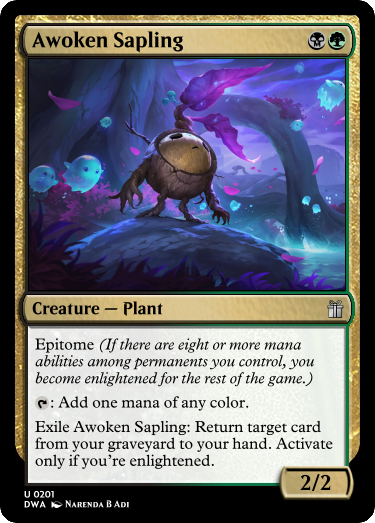 Awoken Sapling
Creature — Plant
Epitome (If there are eight or more mana
abilities among permanents you control, you
become enlightened for the rest of the game.)
: Add one mana of any color.
Exile Awoken Sapling: Return target card
from your graveyard to your hand. Activate
only if you're enlightened.
2/2
U 0201
DWA Narenda B Adi